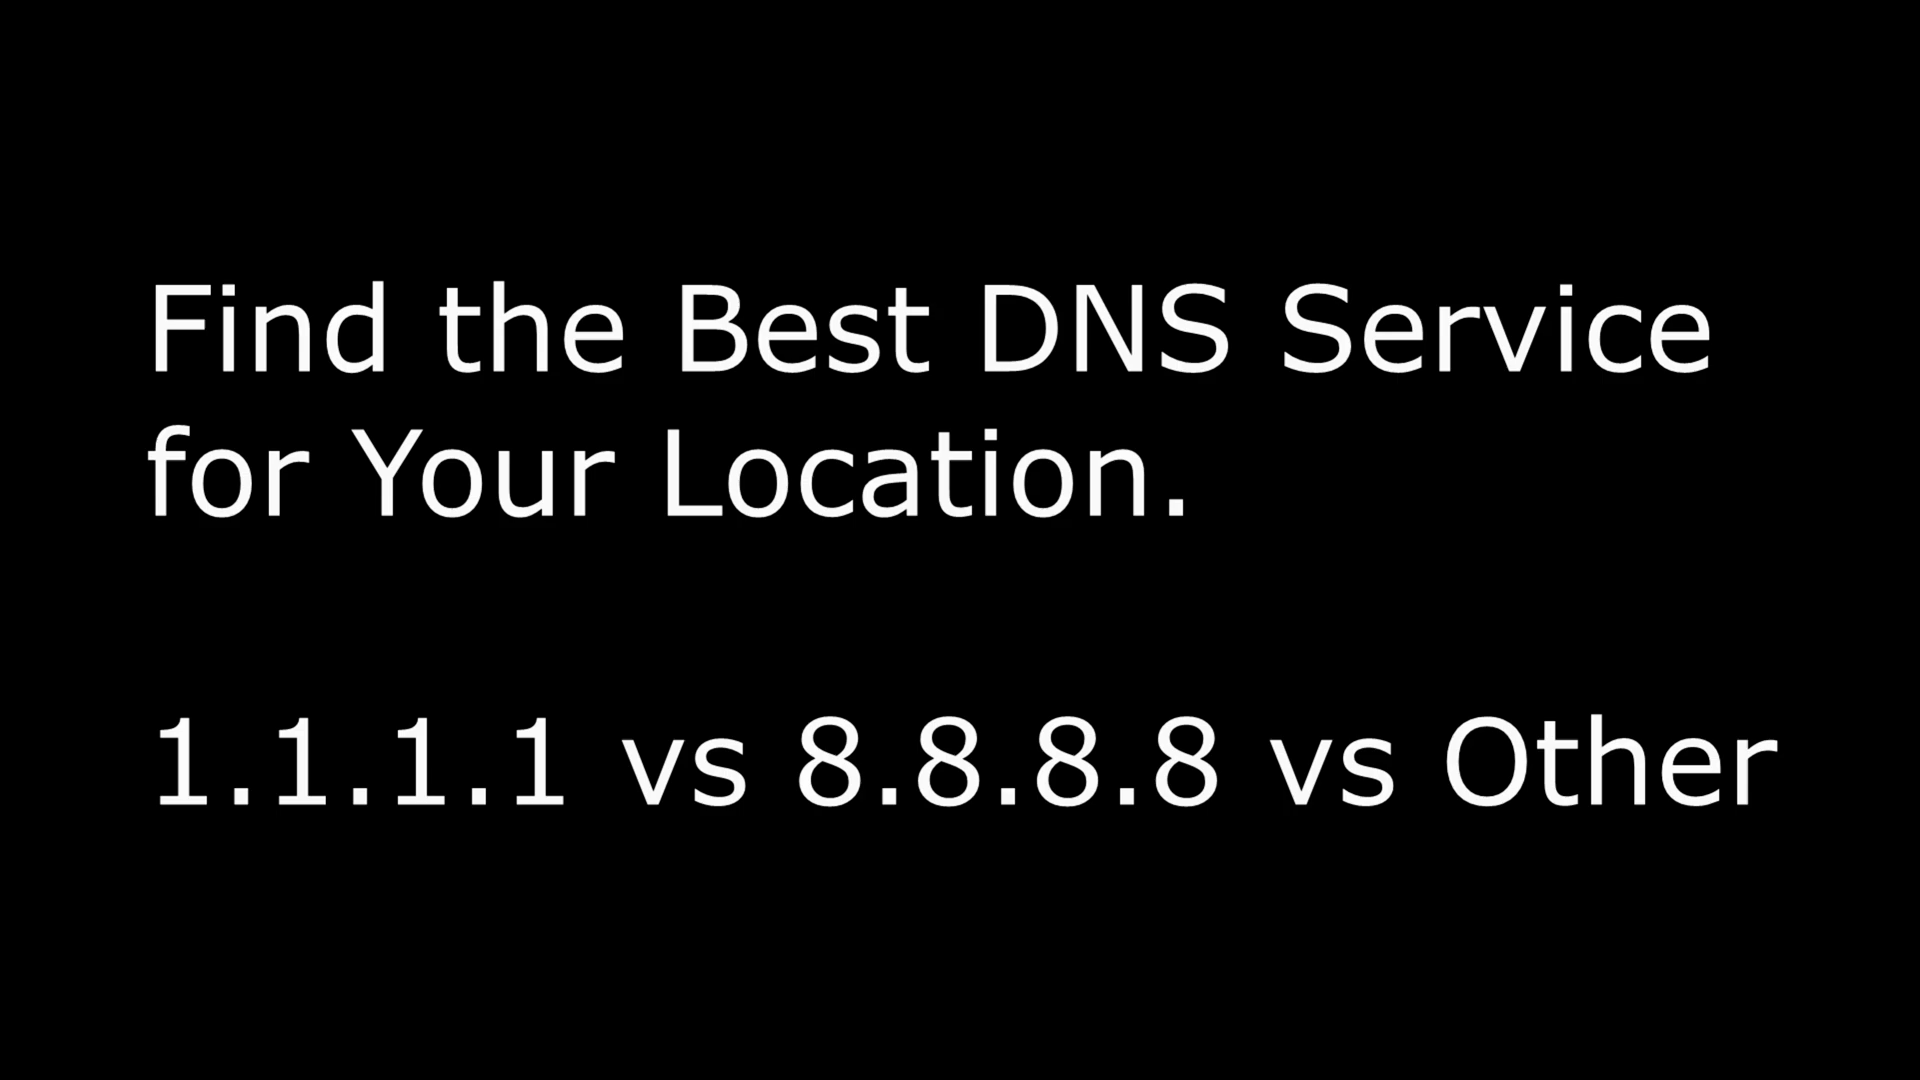 Find the Best DNS Service
for Your Location.
1.1.1.1 vs 8.8.8.8 vs Other